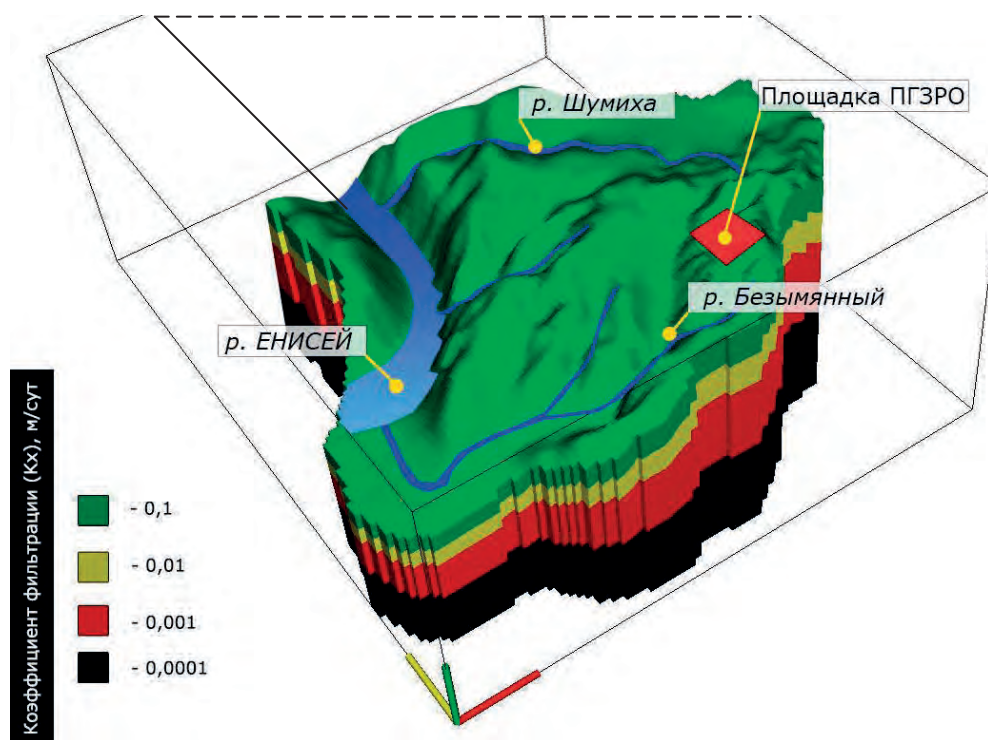 р. Шумиха
Площадка ПГЗРО
р. Безымянный
р. ЕНИСЕЙ
Коэффициент фильтрации (Кх), м/сут
- 0,1
- 0,01
- 0,001
- 0,0001